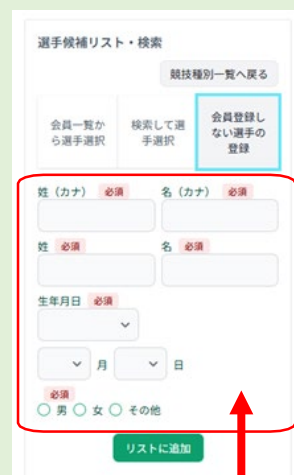 選手候補リスト・検索
競技種別一覧へ戻る
会員一覧か
ら選手選択
検索して選
手選択
会員登録し
ない選手の
登録
姓（カナ） 必須 名（カナ） 必須
姓 必須 名 必須
生年月日 必須
月 日
必須
男 女 その他
リストに追加